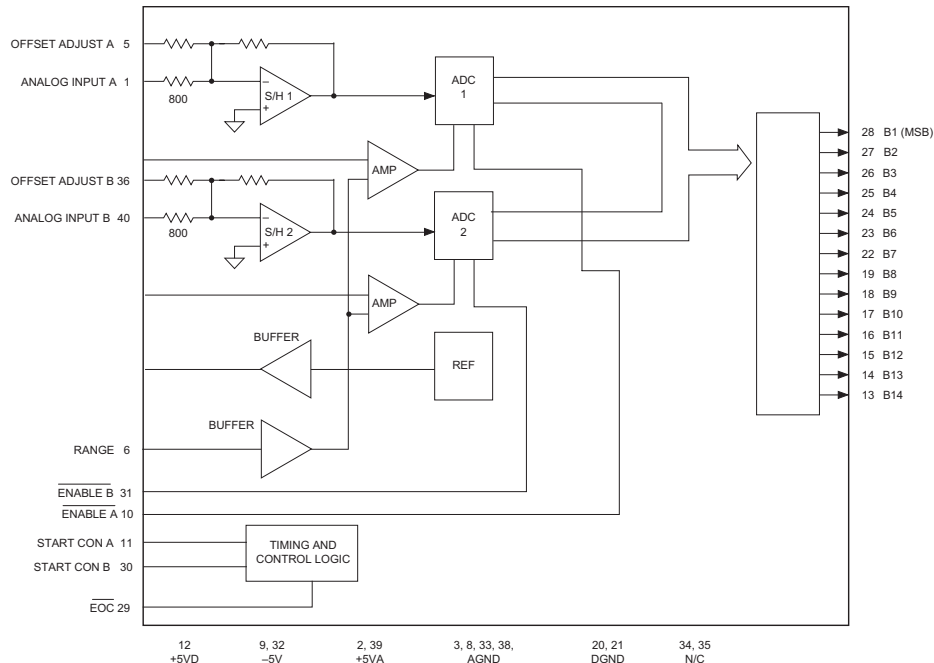 OFFSET ADJUST A 5
ANALOG INPUT A 1
800
–
S/H 1
+
ADC
1
AMP
OFFSET ADJUST B 36
ANALOG INPUT B 40
800
–
S/H 2
+
ADC
2
AMP
BUFFER
REF
BUFFER
RANGE 6
ENABLE B 31
ENABLE A 10
START CON A 11
START CON B 30
TIMING AND
CONTROL LOGIC
EOC 29
28 B1 (MSB)
27 B2
26 B3
25 B4
24 B5
23 B6
22 B7
19 B8
18 B9
17 B10
16 B11
15 B12
14 B13
13 B14
12 9, 32 2, 39 3, 8, 33, 38, 20, 21 34, 35
+5VD –5V +5VA AGND DGND N/C